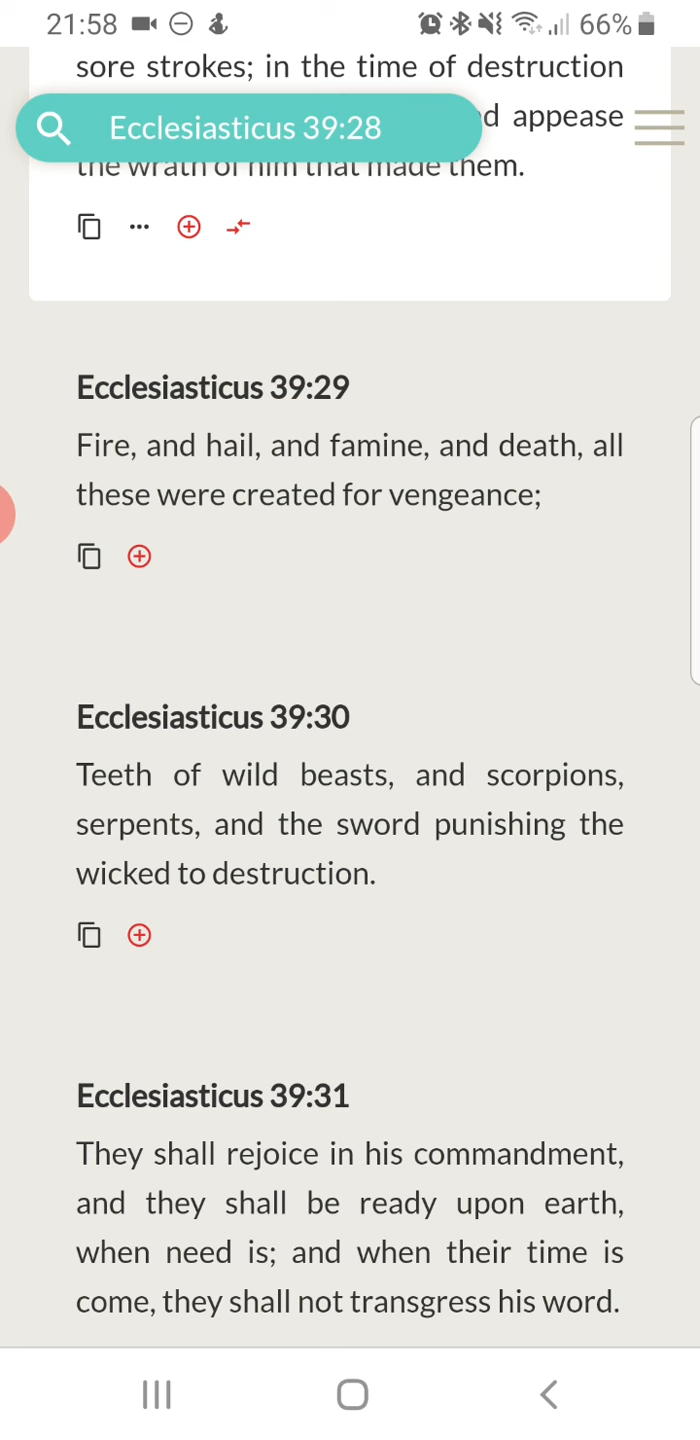 21:58 66%
sore strokes; in the time of destruction
Ecclesiasticus 39:28 d appease
the wrath of him that made them.
Ecclesiasticus 39:29
Fire, and hail, and famine, and death, all
these were created for vengeance;
Ecclesiasticus 39:30
Teeth of wild beasts, and scorpions,
serpents, and the sword punishing the
wicked to destruction.
Ecclesiasticus 39:31
They shall rejoice in his commandment,
and they shall be ready upon earth,
when need is; and when their time is
come, they shall not transgress his word.